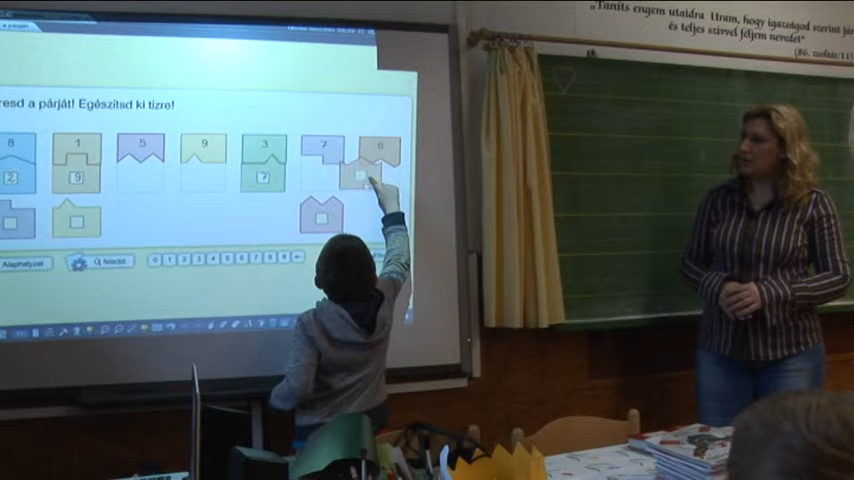 „Taníts engem utaidra Uram, hogy igazságod szerint jár
és teljes szívvel féljem nevedet"
(86. zsoltár/11)
resd a párját! Egészítsd ki tízre!
8 1 5 9 3 7 8
2 9 7
Alaphelyzet Új feladat 0 1 2 3 4 5 6 7 8 9